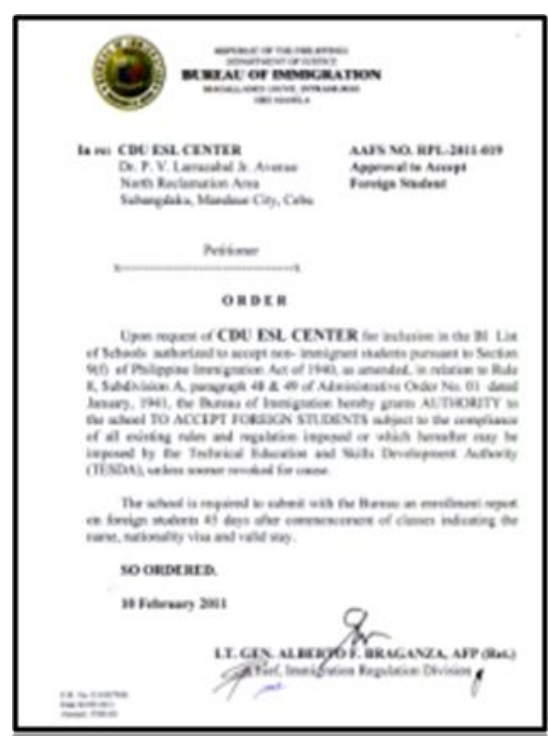 REPUBLIC OF THE PHILIPPINES
DEPARTMENT OF JUSTICE
BUREAU OF IMMIGRATION
MAGALLANES DRIVE, INTRAMUROS
In re: CDU ESL CENTER
Dr. P. V. Larrazabal Jr. Avenue
North Reclamation Area
Subangdaku, Mandaue City, Cebu
AAFS NO. RPL-2011-019
Approval to Accept
Foreign Student
Petitioner
x-----------------------------------x
O R D E R
Upon request of CDU ESL CENTER for inclusion in the BI List
of Schools authorized to accept non- immigrant students pursuant to Section
9(f) of Philippine Immigration Act of 1940, as amended, in relation to Rule
8, Subdivision A, paragraph 48 & 49 of Administrative Order No. 01 dated
January, 1941, the Bureau of Immigration hereby grants AUTHORITY to
the school TO ACCEPT FOREIGN STUDENTS subject to the compliance
of all existing rules and regulation imposed or which hereafter may be
imposed by the Technical Education and Skills Development Authority
(TESDA), unless sooner revoked for cause.
The school is required to submit with the Bureau an enrollment report
on foreign students 45 days after commencement of classes indicating the
name, nationality visa and valid stay.
SO ORDERED.
10 February 2011
LT. GEN. ALBERTO F. BRAGANZA, AFP (Ret.)
Chief, Immigration Regulation Division